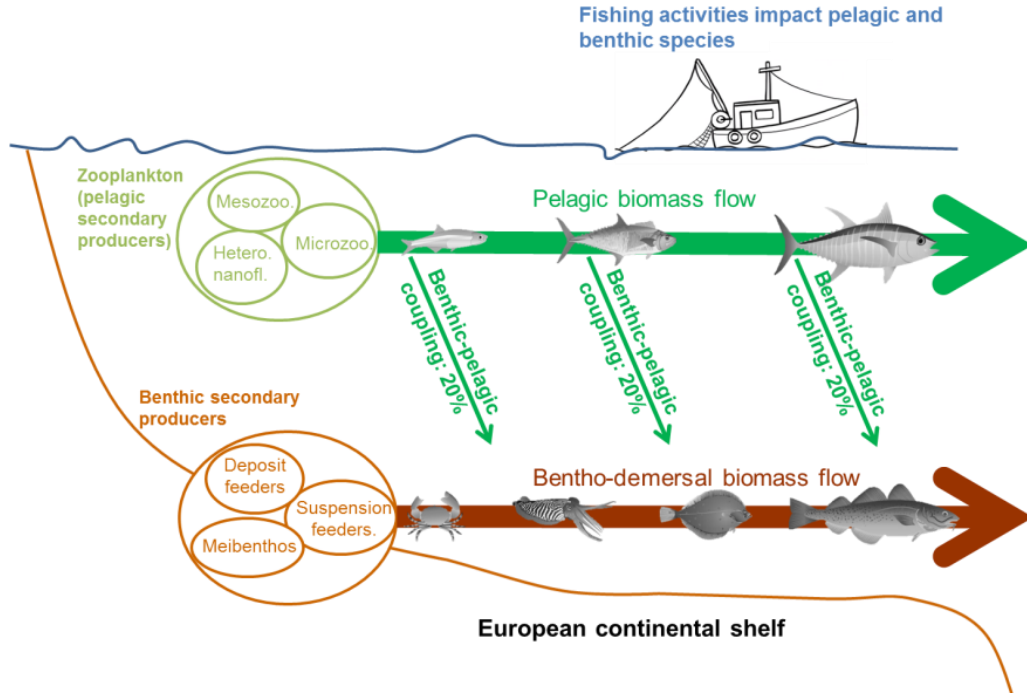 Fishing activities impact pelagic and
benthic species
Zooplankton
(pelagic
secondary
producers)
Mesozoo.
Microzoo.
Hetero.
nanofl.
Pelagic biomass flow
Benthic-pelagic
coupling: 20%
Benthic-pelagic
coupling: 20%
Benthic-pelagic
coupling: 20%
Benthic secondary
producers
Deposit
feeders
Suspension
feeders.
Meibenthos
Bentho-demersal biomass flow
European continental shelf